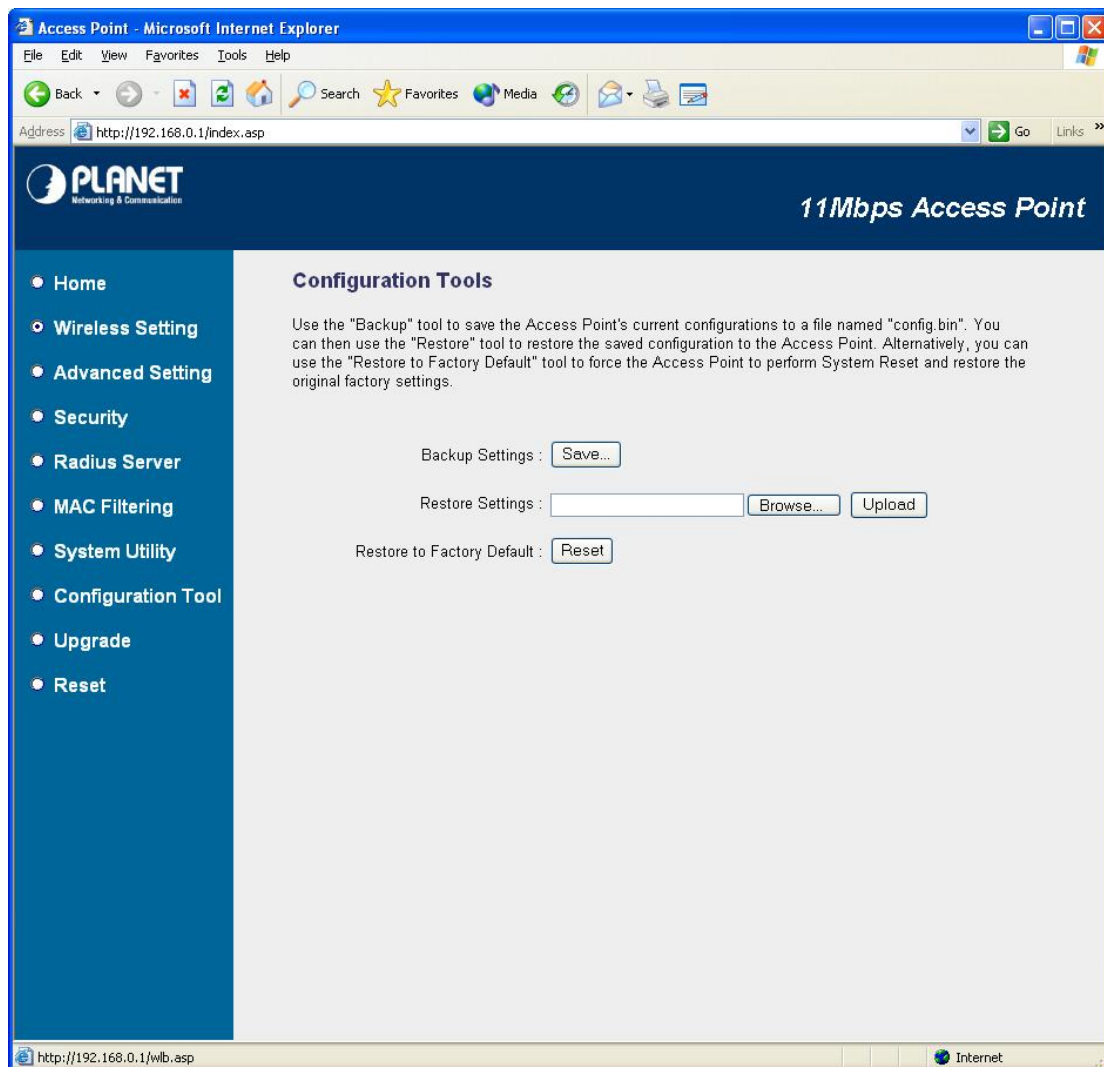 Access Point - Microsoft Internet Explorer
File Edit View Favorites Tools Help
Back Search Favorites Media
Address http://192.168.0.1/index.asp Go Links »
PLANET
Networking & Communication
11Mbps Access Point
Home
Wireless Setting
Advanced Setting
Security
Radius Server
MAC Filtering
System Utility
Configuration Tool
Upgrade
Reset
Configuration Tools
Use the "Backup" tool to save the Access Point's current configurations to a file named "config.bin". You
can then use the "Restore" tool to restore the saved configuration to the Access Point. Alternatively, you can
use the "Restore to Factory Default" tool to force the Access Point to perform System Reset and restore the
original factory settings.
Backup Settings : Save...
Restore Settings : Browse... Upload
Restore to Factory Default : Reset
http://192.168.0.1/wlb.asp Internet